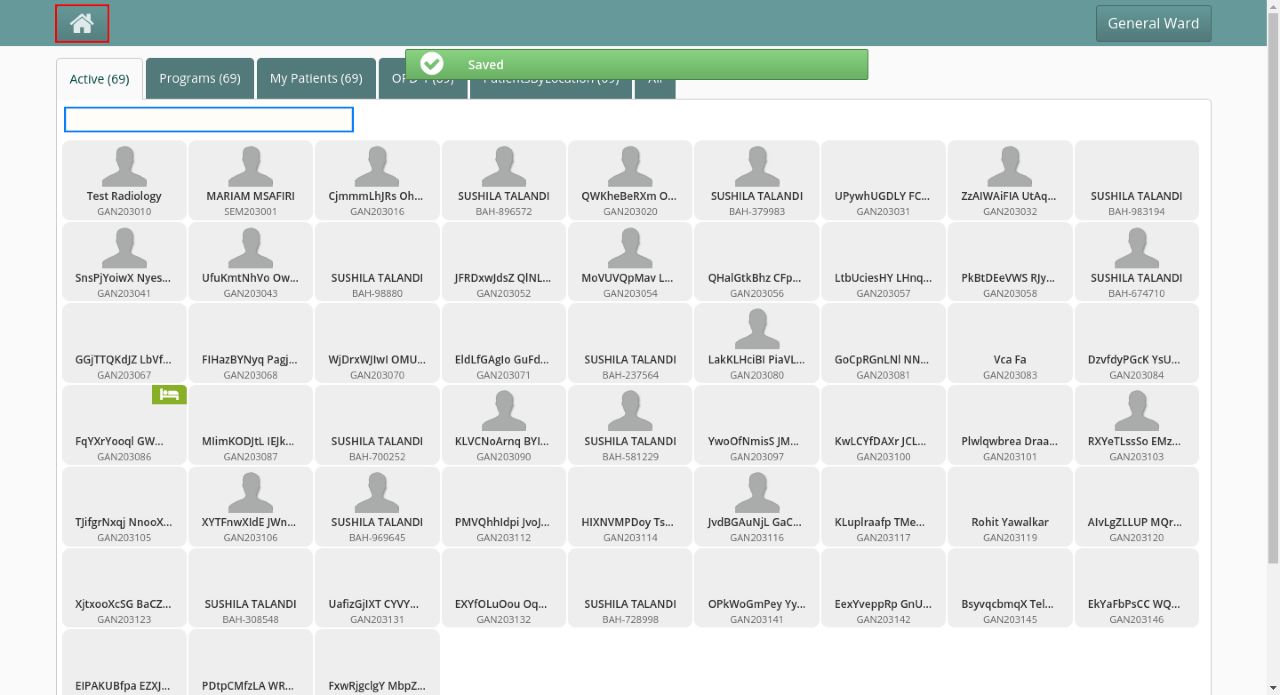 General Ward
Saved
Active (69)
Programs (69)
My Patients (69)
Test Radiology
GAN203010
MARIAM MSAFIRI
SEM203001
CjmmmLhJRs Oh...
GAN203016
SUSHILA TALANDI
BAH-896572
QWKheBeRXm O...
GAN203020
SUSHILA TALANDI
BAH-379983
UPywhUGDLY FC...
GAN203031
ZzAIWAiFIA UtAq...
GAN203032
SUSHILA TALANDI
BAH-983194
SnsPjYoiwX Nyes...
GAN203041
UfuKmtNhVo Ow...
GAN203043
SUSHILA TALANDI
BAH-98880
JFRDxwJdsZ QlNL...
GAN203052
MoVUVQpMav L...
GAN203054
QHalGtkBhz CFp...
GAN203056
LtbUciesHY LHnq...
GAN203057
PkBtDEeVWS RJy...
GAN203058
SUSHILA TALANDI
BAH-674710
GGjTTQKdJZ LbVf...
GAN203067
FIHazBYNyq Pagj...
GAN203068
WjDrxWJIwI OMU...
GAN203070
EldLfGAgIo GuFd...
GAN203071
SUSHILA TALANDI
BAH-237564
LakKLHciBI PiaVL...
GAN203080
GoCpRGnLNl NN...
GAN203081
Vca Fa
GAN203083
DzvfdyPGcK YsU...
GAN203084
FqYXrYooql GW...
GAN203086
MIimKODJtL IEJk...
GAN203087
SUSHILA TALANDI
BAH-700252
KLVCNoArnq BYI...
GAN203090
SUSHILA TALANDI
BAH-581229
YwoOfNmisS JM...
GAN203097
KwLCYfDAXr JCL...
GAN203100
Plwlqwbrea Draa...
GAN203101
RXYeTLssSo EMz...
GAN203103
TJifgrNxqj NnooX...
GAN203105
XYTFnwXIdE JWn...
GAN203106
SUSHILA TALANDI
BAH-969645
PMVQhhIdpi JvoJ...
GAN203112
HIXNVMPDoy Ts...
GAN203114
JvdBGAuNjL GaC...
GAN203116
KLuplraafp TMe...
GAN203117
Rohit Yawalkar
GAN203119
AIvLgZLLUP MQr...
GAN203120
XjtxooXcSG BaCZ...
GAN203123
SUSHILA TALANDI
BAH-308548
UafizGjIXT CYVY...
GAN203131
EXYfOLuOou Oq...
GAN203132
SUSHILA TALANDI
BAH-728998
OPkWoGmPey Yy...
GAN203141
EexYveppRp GnU...
GAN203142
BsyvqcbmqX Tel...
GAN203145
EkYaFbPsCC WQ...
GAN203146
EIPAKUBfpa EZXJ...
PDtpCMfzLA WR...
FxwRjgclgY MbpZ...